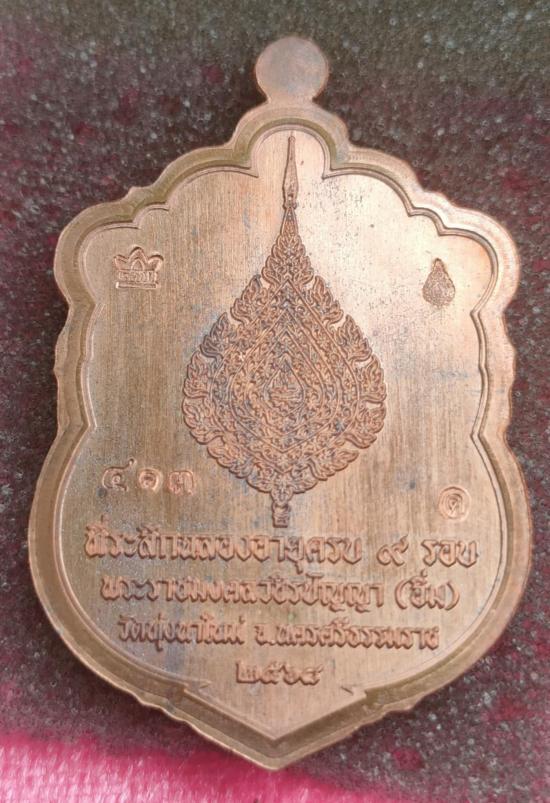 ๔๑๓
ที่ระลึกฉลองอายุครบ ๙ รอบ
พระราชมงคลวชิรปัญญา (อิ่ม)
วัดทุ่งนาใหม่ จ.นครศรีธรรมราช
๒๕๖๕